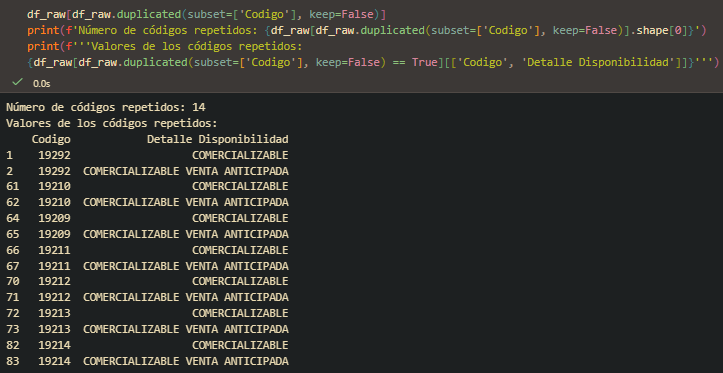 df_raw[df_raw.duplicated(subset=['Codigo'], keep=False)]
print(f'Número de códigos repetidos: {df_raw[df_raw.duplicated(subset=['Codigo'], keep=False)].shape[0]}')
print(f'''Valores de los códigos repetidos:
{df_raw[df_raw.duplicated(subset=['Codigo'], keep=False) == True][['Codigo', 'Detalle Disponibilidad']]}''')
0.0s
Número de códigos repetidos: 14
Valores de los códigos repetidos:
Codigo Detalle Disponibilidad
1 19292 COMERCIALIZABLE
2 19292 COMERCIALIZABLE VENTA ANTICIPADA
61 19210 COMERCIALIZABLE
62 19210 COMERCIALIZABLE VENTA ANTICIPADA
64 19209 COMERCIALIZABLE
65 19209 COMERCIALIZABLE VENTA ANTICIPADA
66 19211 COMERCIALIZABLE
67 19211 COMERCIALIZABLE VENTA ANTICIPADA
70 19212 COMERCIALIZABLE
71 19212 COMERCIALIZABLE VENTA ANTICIPADA
72 19213 COMERCIALIZABLE
73 19213 COMERCIALIZABLE VENTA ANTICIPADA
82 19214 COMERCIALIZABLE
83 19214 COMERCIALIZABLE VENTA ANTICIPADA